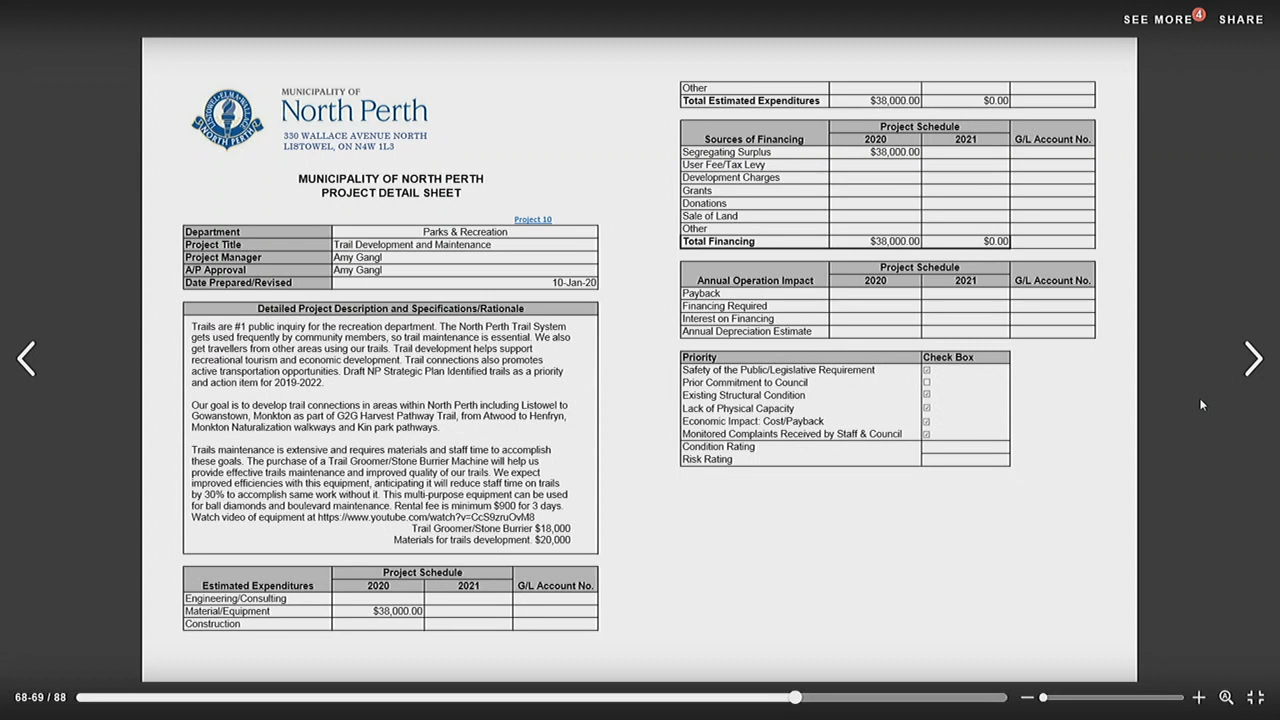 SEE MORE 4 SHARE
MUNICIPALITY OF
North Perth
330 WALLACE AVENUE NORTH
LISTOWEL, ON N4W 1L3
MUNICIPALITY OF NORTH PERTH
PROJECT DETAIL SHEET
Project 10
Department Parks & Recreation
Project Title Trail Development and Maintenance
Project Manager Amy Gangl
A/P Approval Amy Gangl
Date Prepared/Revised 10-Jan-20
Detailed Project Description and Specifications/Rationale
Trails are #1 public inquiry for the recreation department. The North Perth Trail System
gets used frequently by community members, so trail maintenance is essential. We also
get travellers from other areas using our trails. Trail development helps support
recreational tourism and economic development. Trail connections also promotes
active transportation opportunities. Draft NP Strategic Plan Identified trails as a priority
and action item for 2019-2022.
Our goal is to develop trail connections in areas within North Perth including Listowel to
Gowanstown, Monkton as part of G2G Harvest Pathway Trail, from Atwood to Henfryn,
Monkton Naturalization walkways and Kin park pathways.
Trails maintenance is extensive and requires materials and staff time to accomplish
these goals. The purchase of a Trail Groomer/Stone Burrier Machine will help us
provide effective trails maintenance and improved quality of our trails. We expect
improved efficiencies with this equipment, anticipating it will reduce staff time on trails
by 30% to accomplish same work without it. This multi-purpose equipment can be used
for ball diamonds and boulevard maintenance. Rental fee is minimum $900 for 3 days.
Watch video of equipment at https://www.youtube.com/watch?v=CcS9zruOvM8
Trail Groomer/Stone Burrier $18,000
Materials for trails development. $20,000
Project Schedule
Estimated Expenditures 2020 2021 G/L Account No.
Engineering/Consulting
Material/Equipment $38,000.00
Construction
Other
Total Estimated Expenditures $38,000.00 $0.00
Project Schedule
Sources of Financing 2020 2021 G/L Account No.
Segregating Surplus $38,000.00
User Fee/Tax Levy
Development Charges
Grants
Donations
Sale of Land
Other
Total Financing $38,000.00 $0.00
Project Schedule
Annual Operation Impact 2020 2021 G/L Account No.
Payback
Financing Required
Interest on Financing
Annual Depreciation Estimate
Priority Check Box
Safety of the Public/Legislative Requirement
Prior Commitment to Council
Existing Structural Condition
Lack of Physical Capacity
Economic Impact: Cost/Payback
Monitored Complaints Received by Staff & Council
Condition Rating
Risk Rating
68-69 / 88